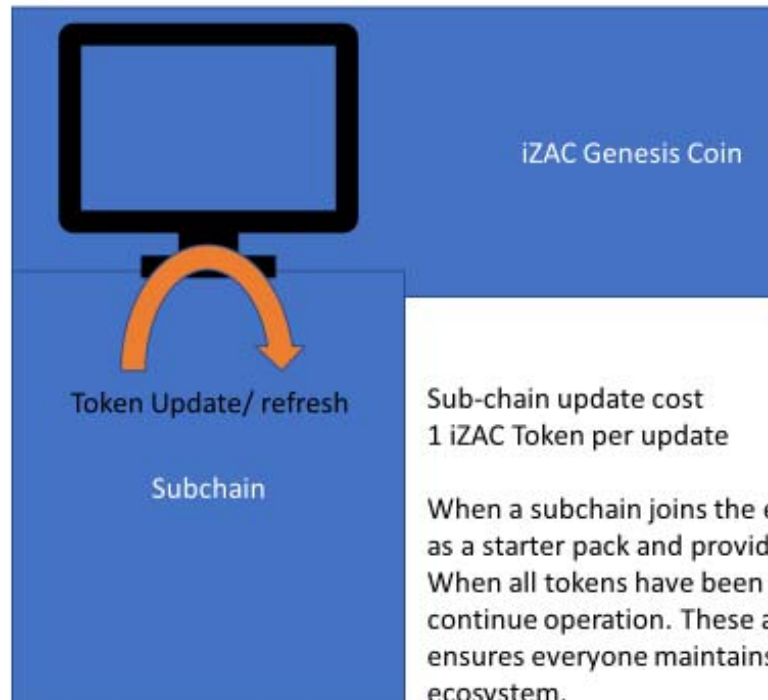 iZAC Genesis Coin
Token Update/ refresh
Subchain
Sub-chain update cost
1 iZAC Token per update
When a subchain joins the
as a starter pack and provid
When all tokens have been
continue operation. These a
ensures everyone maintains
ecosystem.